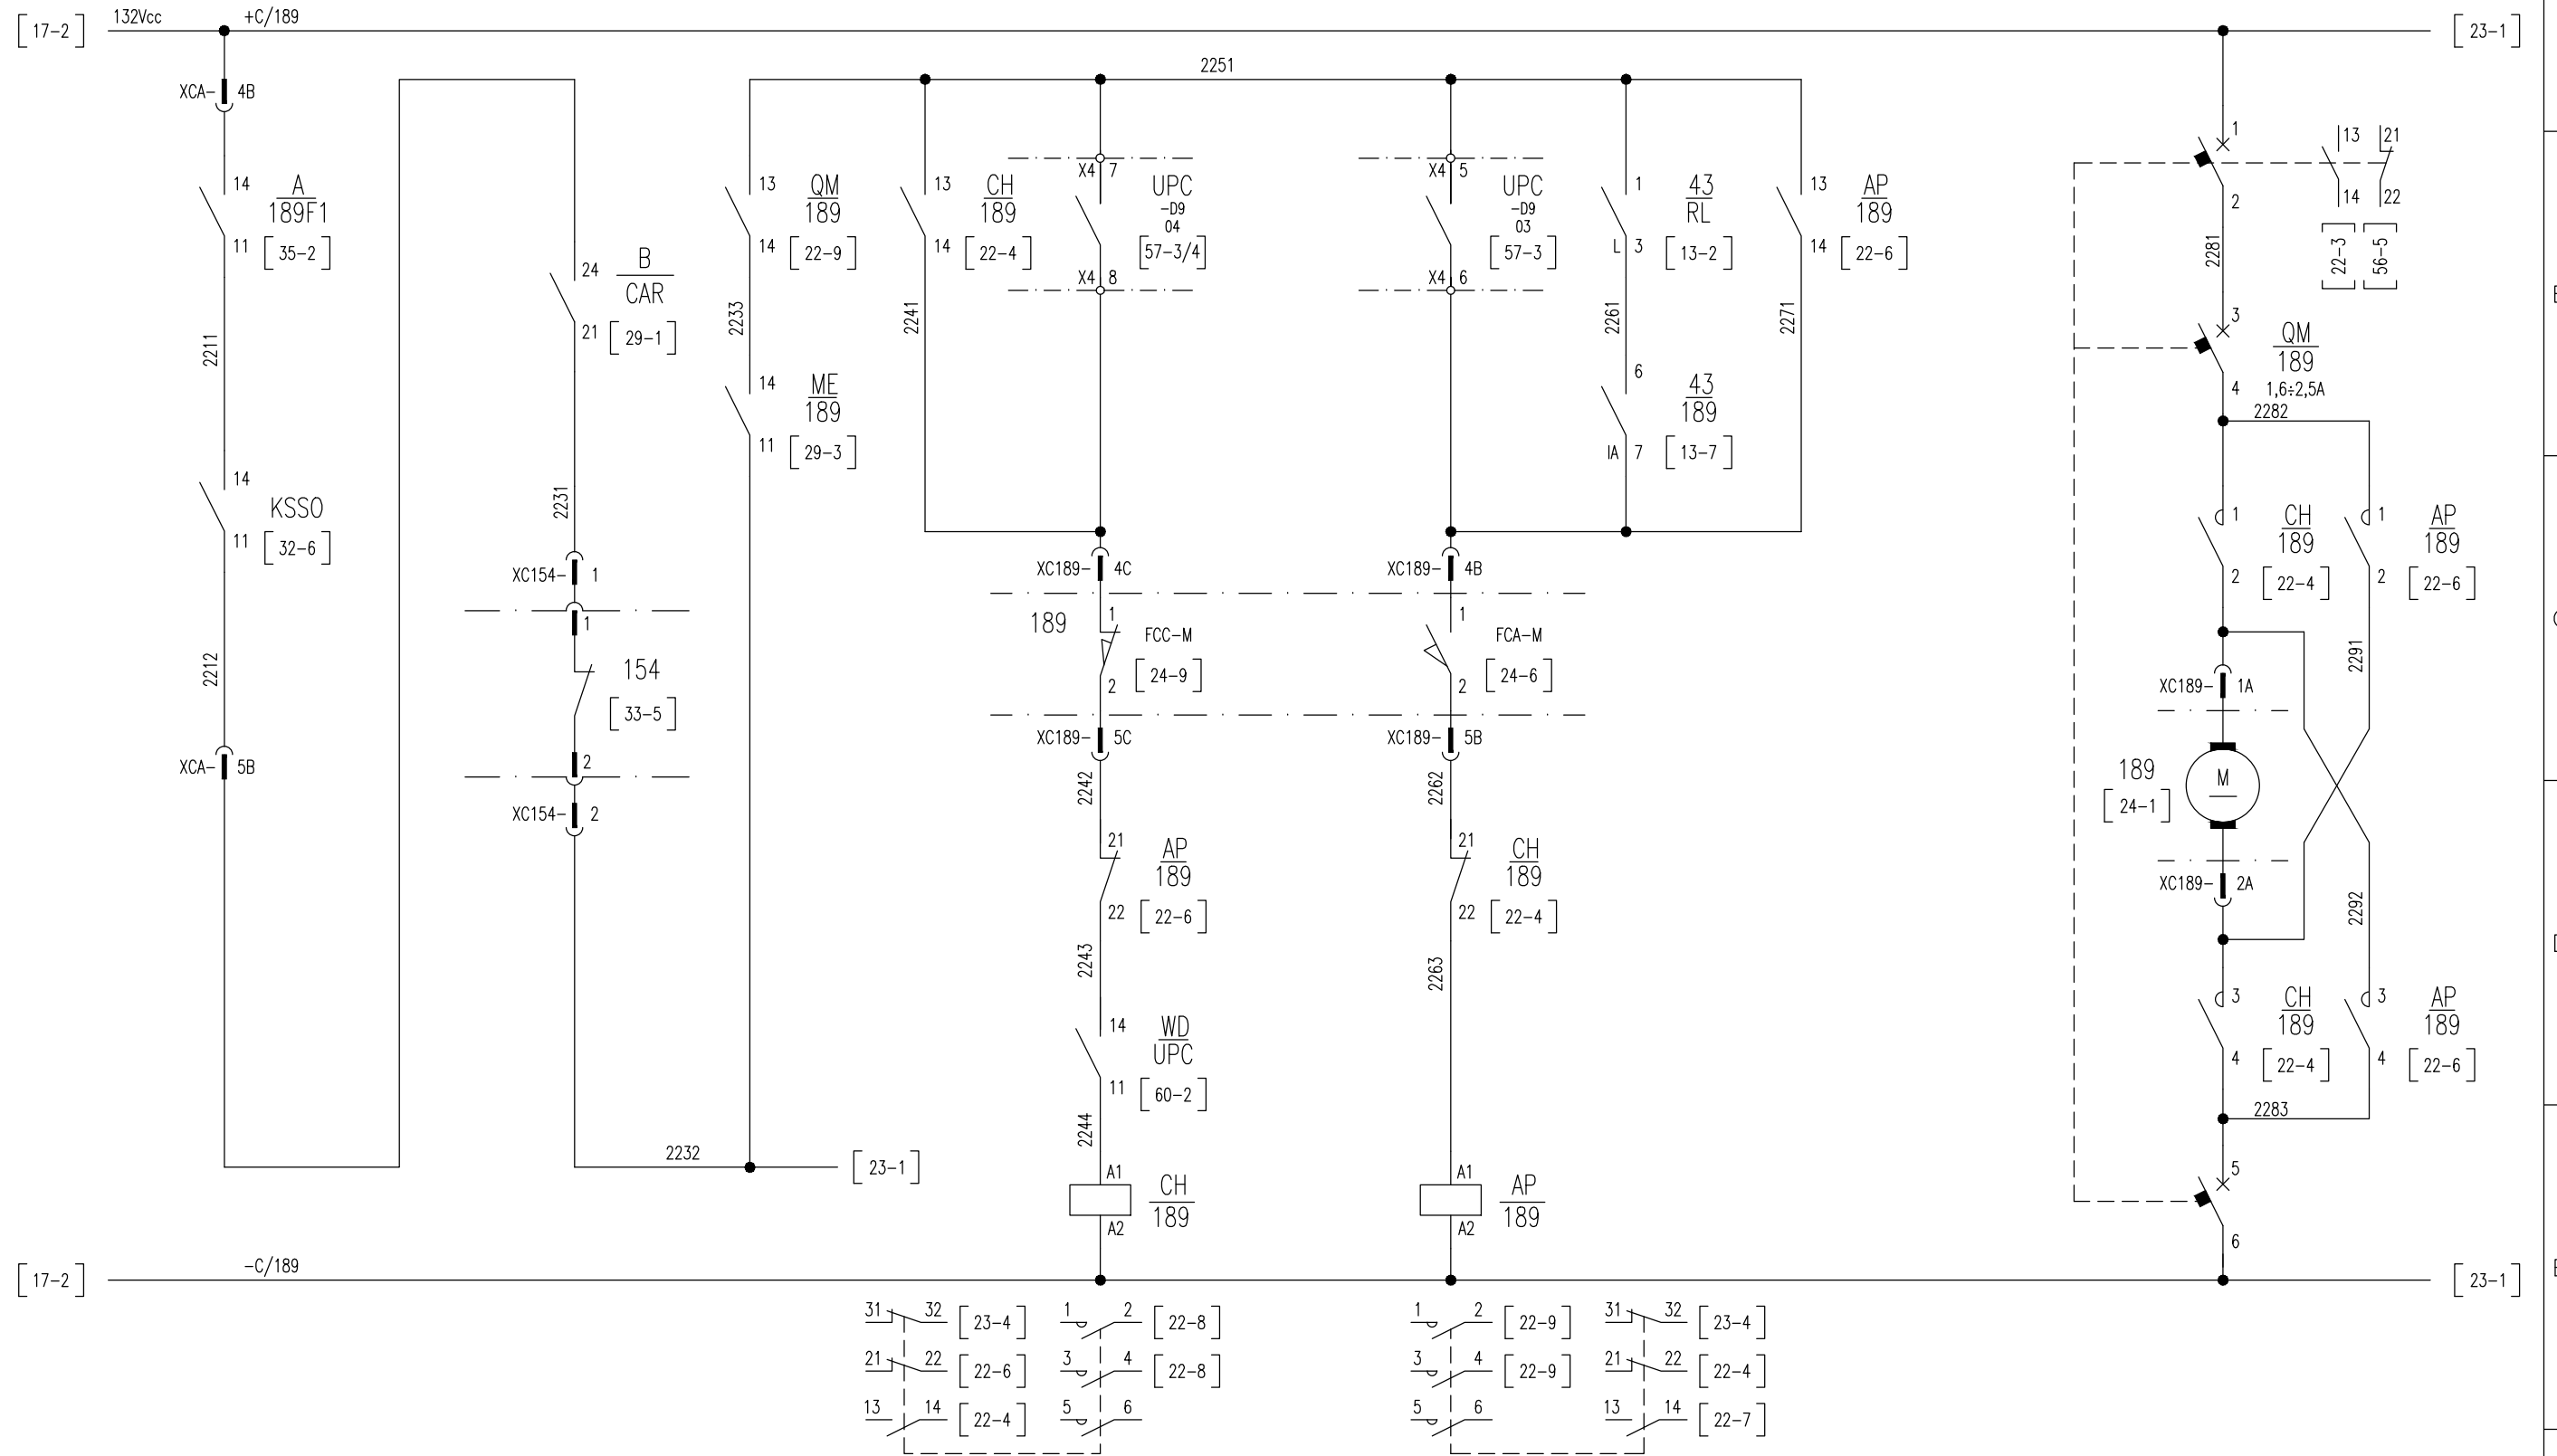 [17-2] 132Vcc +C/189 [23-1]
2251
XCA- 4B
14 A 189F1
11 [35-2]
2211
14 KSSO
11 [32-6]
2212
XCA- 5B
24 B CAR
21 [29-1]
2231
XC154- 1
1
154
[33-5]
2
XC154- 2
2232 [23-1]
13 QM 189
14 [22-9]
2233
14 ME 189
11 [29-3]
13 CH 189
14 [22-4]
2241
X4 7
UPC
-D9
04
[57-3/4]
X4 8
XC189- 4C
189
1
FCC-M
[24-9]
2
XC189- 5C
2242
21 AP 189
22 [22-6]
2243
14 WD UPC
11 [60-2]
2244
A1
CH 189
A2
X4 5
UPC
-D9
03
[57-3]
X4 6
XC189- 4B
1
FCA-M
[24-6]
2
XC189- 5B
2262
21 CH 189
22 [22-4]
2263
A1
AP 189
A2
1 43 RL
L 3 [13-2]
2261
6 43 189
IA 7 [13-7]
13 AP 189
14 [22-6]
2271
1
2
13 21
14 22
[22-3] [56-5]
2281
3
QM
189
4 1,6÷2,5A
2282
1 CH 189
2 [22-4]
1 AP 189
2 [22-6]
2291
XC189- 1A
189
[24-1]
M
XC189- 2A
2292
3 CH 189
4 [22-4]
3 AP 189
4 [22-6]
2283
5
6
[17-2] -C/189 [23-1]
31 32 [23-4] 1 2 [22-8]
21 22 [22-6] 3 4 [22-8]
13 14 [22-4] 5 6
1 2 [22-9] 31 32 [23-4]
3 4 [22-9] 21 22 [22-4]
5 6 13 14 [22-7]